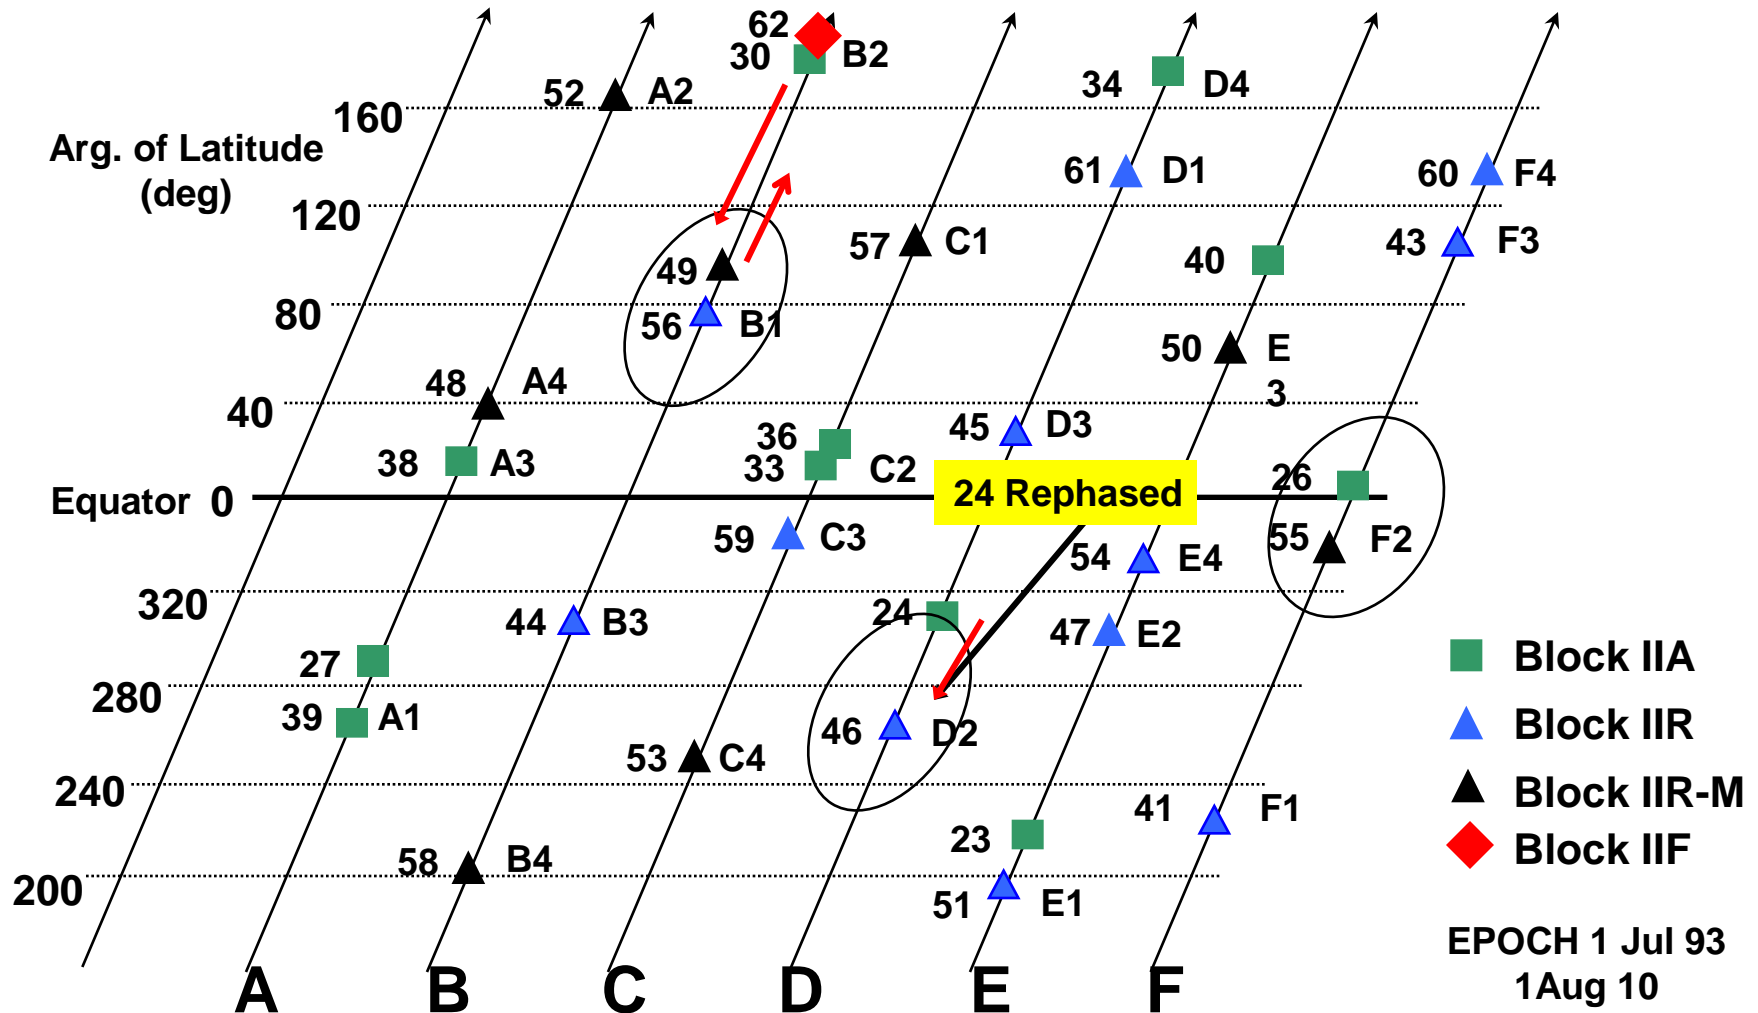 62
30
B2
52
A2
34
D4
160
Arg. of Latitude
(deg)
61
D1
60
F4
120
57
C1
43
F3
49
40
80
56
B1
50
E
3
48
A4
40
36
45
D3
38
A3
33
C2
26
24 Rephased
Equator 0
59
C3
55
F2
54
E4
320
44
B3
24
47
E2
27
280
39
A1
46
D2
53
C4
240
41
F1
23
58
B4
200
51
E1
Block IIA
Block IIR
Block IIR-M
Block IIF
EPOCH 1 Jul 93
1Aug 10
A
B
C
D
E
F